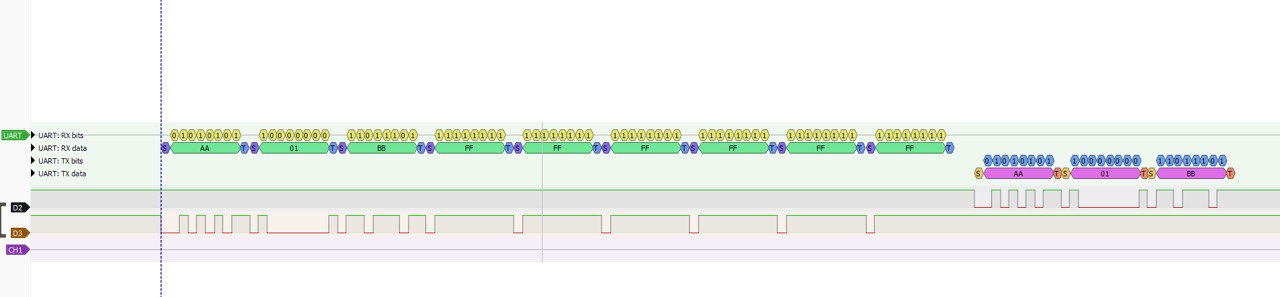 UART
UART: RX bits
0 1 0 1 0 1 0 1 1 0 0 0 0 0 0 0 1 1 0 1 1 1 0 1 1 1 1 1 1 1 1 1 1 1 1 1 1 1 1 1 1 1 1 1 1 1 1 1 1 1 1 1 1 1 1 1 1 1 1 1 1 1 1 1 1 1 1 1 1 1 1 1
UART: RX data
S AA T S 01 T S BB T S FF T S FF T S FF T S FF T S FF T S FF T
UART: TX bits
0 1 0 1 0 1 0 1 1 0 0 0 0 0 0 0 1 1 0 1 1 1 0 1
UART: TX data
S AA T S 01 T S BB T
D2
D3
CH1